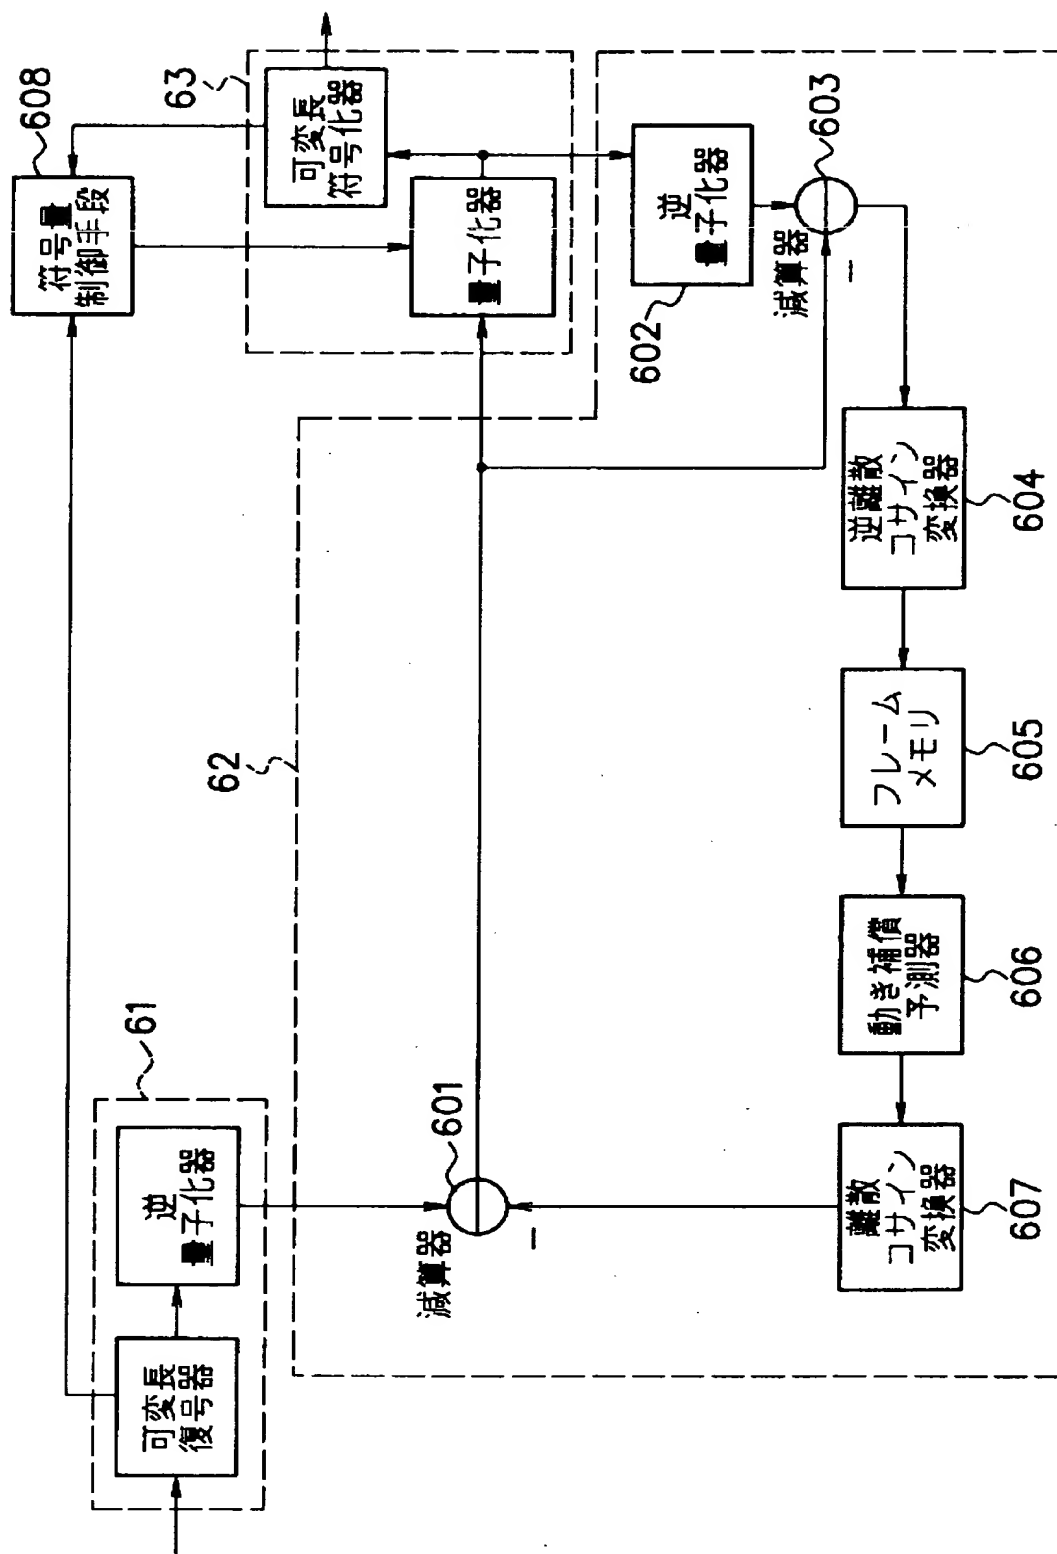 608
符号量
制御手段
63
可変長
符号化器
量子化器
逆
量子化器
602
減算器
603
−
61
可変長
復号器
逆
量子化器
62
減算器
601
−
逆離散
コサイン
変換器
604
フレーム
メモリ
605
動き補償
予測器
606
離散
コサイン
変換器
607